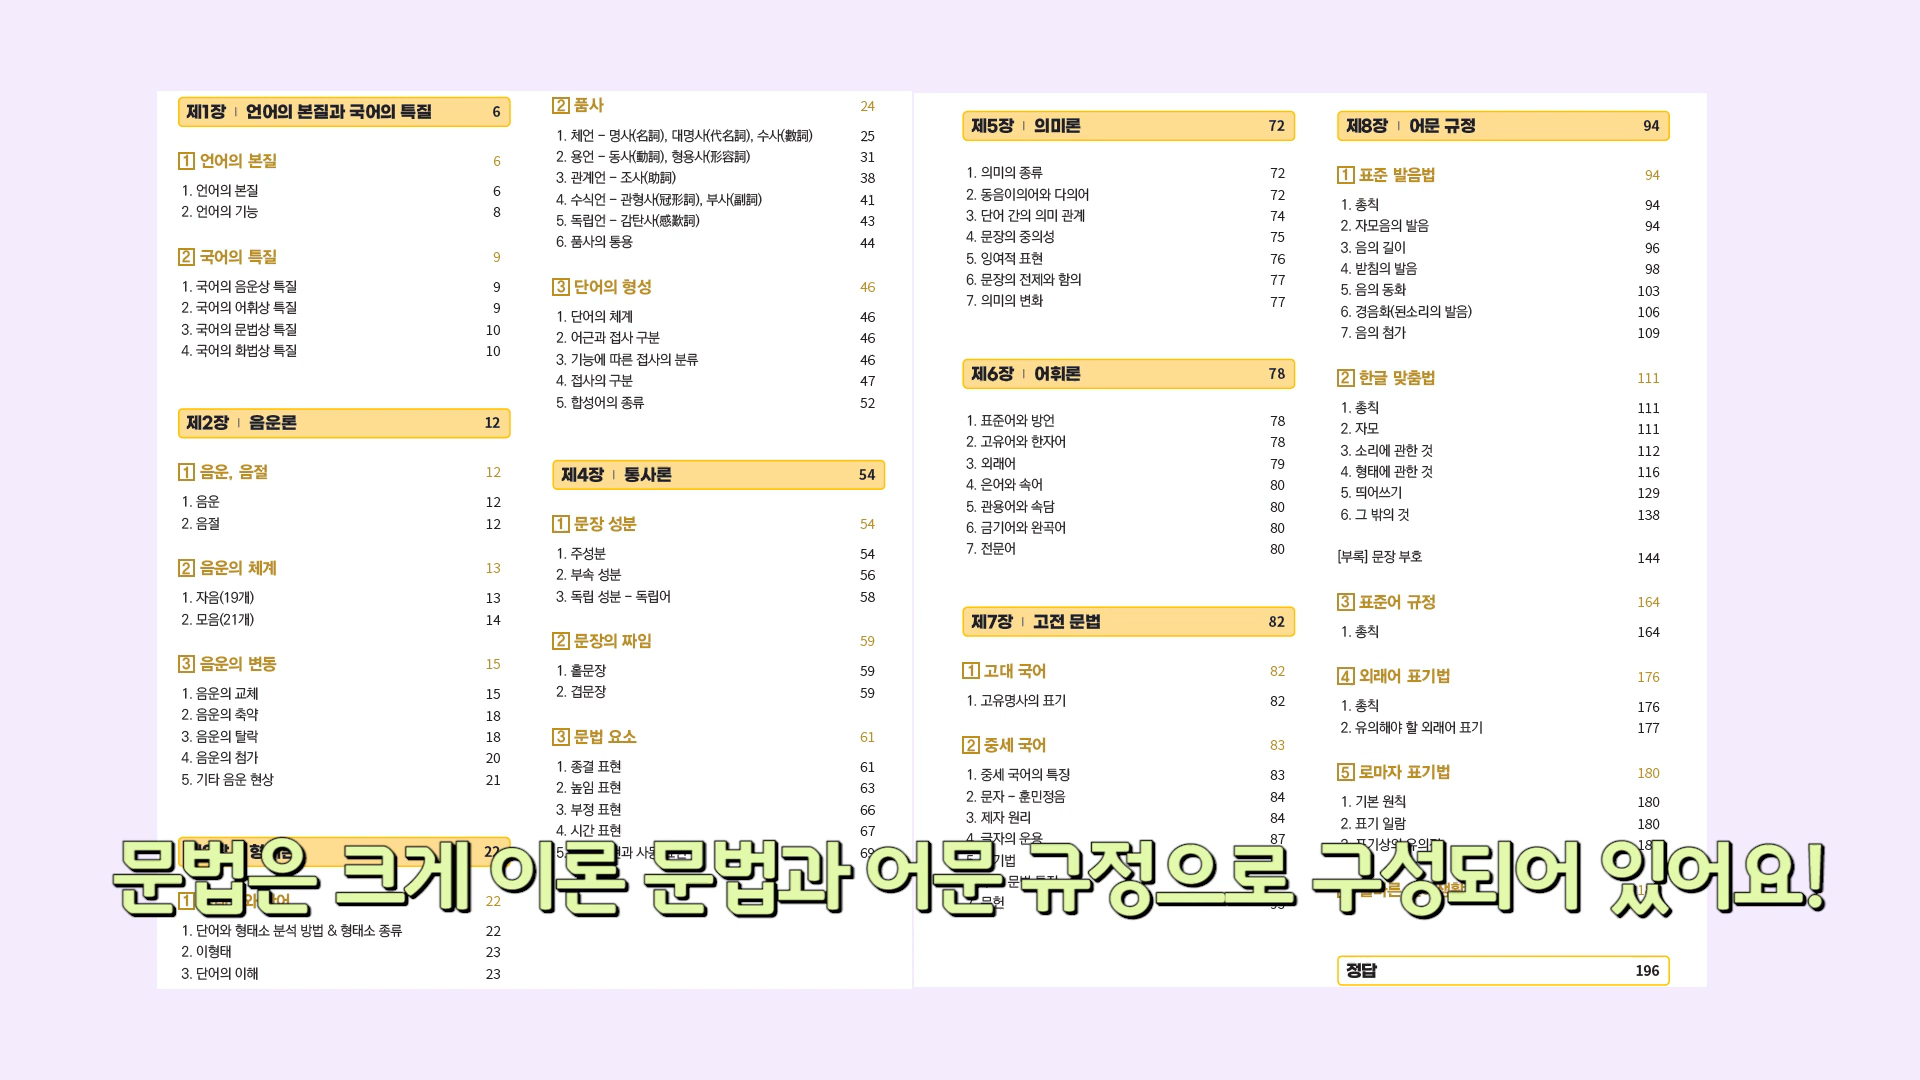 제1장 | 언어의 본질과 국어의 특질 6
1 언어의 본질 6
1. 언어의 본질 6
2. 언어의 기능 8
2 국어의 특질 9
1. 국어의 음운상 특질 9
2. 국어의 어휘상 특질 9
3. 국어의 문법상 특질 10
4. 국어의 화법상 특질 10
제2장 | 음운론 12
1 음운, 음절 12
1. 음운 12
2. 음절 12
2 음운의 체계 13
1. 자음(19개) 13
2. 모음(21개) 14
3 음운의 변동 15
1. 음운의 교체 15
2. 음운의 축약 18
3. 음운의 탈락 18
4. 음운의 첨가 20
5. 기타 음운 현상 21
22
1 22
1. 단어와 형태소 분석 방법 & 형태소 종류 22
2. 이형태 23
3. 단어의 이해 23
2 품사 24
1. 체언 - 명사(名詞), 대명사(代名詞), 수사(數詞) 25
2. 용언 - 동사(動詞), 형용사(形容詞) 31
3. 관계언 - 조사(助詞) 38
4. 수식언 - 관형사(冠形詞), 부사(副詞) 41
5. 독립언 - 감탄사(感歎詞) 43
6. 품사의 통용 44
3 단어의 형성 46
1. 단어의 체계 46
2. 어근과 접사 구분 46
3. 기능에 따른 접사의 분류 46
4. 접사의 구분 47
5. 합성어의 종류 52
제4장 | 통사론 54
1 문장 성분 54
1. 주성분 54
2. 부속 성분 56
3. 독립 성분 - 독립어 58
2 문장의 짜임 59
1. 홑문장 59
2. 겹문장 59
3 문법 요소 61
1. 종결 표현 61
2. 높임 표현 63
3. 부정 표현 66
4. 시간 표현 67
5. 69
제5장 | 의미론 72
1. 의미의 종류 72
2. 동음이의어와 다의어 72
3. 단어 간의 의미 관계 74
4. 문장의 중의성 75
5. 잉여적 표현 76
6. 문장의 전제와 함의 77
7. 의미의 변화 77
제6장 | 어휘론 78
1. 표준어와 방언 78
2. 고유어와 한자어 78
3. 외래어 79
4. 은어와 속어 80
5. 관용어와 속담 80
6. 금기어와 완곡어 80
7. 전문어 80
제7장 | 고전 문법 82
1 고대 국어 82
1. 고유명사의 표기 82
2 중세 국어 83
1. 중세 국어의 특징 83
2. 문자 - 훈민정음 84
3. 제자 원리 84
4. 글자의 운용 87
제8장 | 어문 규정 94
1 표준 발음법 94
1. 총칙 94
2. 자모음의 발음 94
3. 음의 길이 96
4. 받침의 발음 98
5. 음의 동화 103
6. 경음화(된소리의 발음) 106
7. 음의 첨가 109
2 한글 맞춤법 111
1. 총칙 111
2. 자모 111
3. 소리에 관한 것 112
4. 형태에 관한 것 116
5. 띄어쓰기 129
6. 그 밖의 것 138
[부록] 문장 부호 144
3 표준어 규정 164
1. 총칙 164
4 외래어 표기법 176
1. 총칙 176
2. 유의해야 할 외래어 표기 177
5 로마자 표기법 180
1. 기본 원칙 180
2. 표기 일람 180
정답 196
문법은 크게 이론 문법과 어문 규정으로 구성되어 있어요!